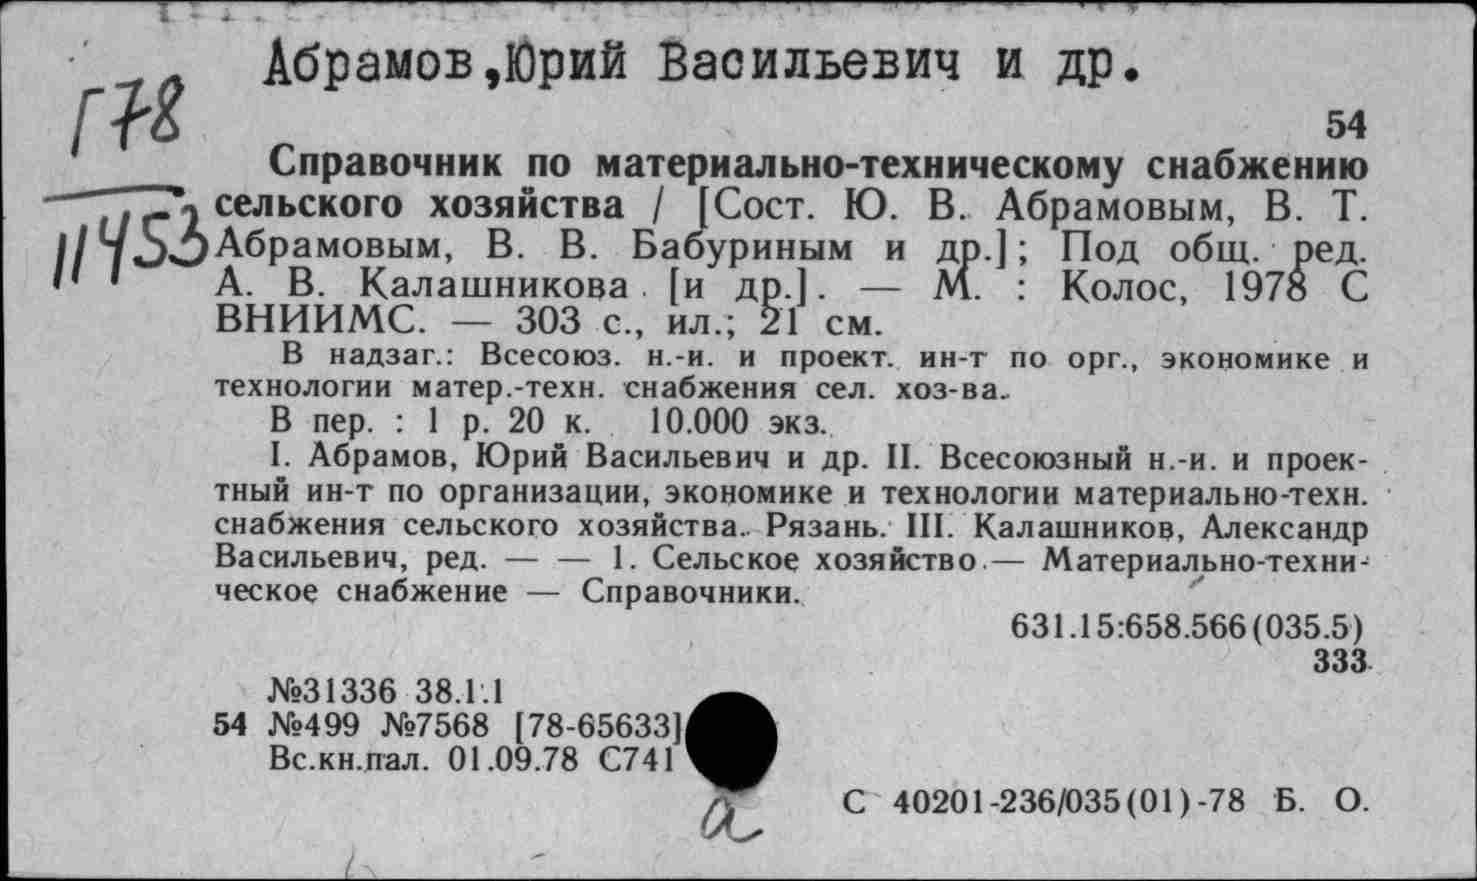 Абрамов,Юрий Васильевич и др.
Г78
11453
54
Справочник по материально-техническому снабжению
сельского хозяйства / [Сост. Ю. В. Абрамовым, В. Т.
Абрамовым, В. В. Бабуриным и др.]; Под общ. ред.
А. В. Калашникова [и др.]. — М. : Колос, 1978 С
ВНИИМС. — 303 с., ил.; 21 см.
В надзаг.: Всесоюз. н.-и. и проект. ин-т по орг., экономике и
технологии матер.-техн. снабжения сел. хоз-ва.
В пер. : 1 р. 20 к. 10.000 экз.
I. Абрамов, Юрий Васильевич и др. II. Всесоюзный н.-и. и проек-
тный ин-т по организации, экономике и технологии материально-техн.
снабжения сельского хозяйства. Рязань. III. Калашников, Александр
Васильевич, ред. — — 1. Сельское хозяйство — Материально-техни-
ческое снабжение — Справочники.
631.15:658.566(035.5)
333
№31336 38.1.1
54 №499 №7568 [78-65633]
Вс.кн.пал. 01.09.78 С741
а
С 40201-236/035(01)-78 Б. О.